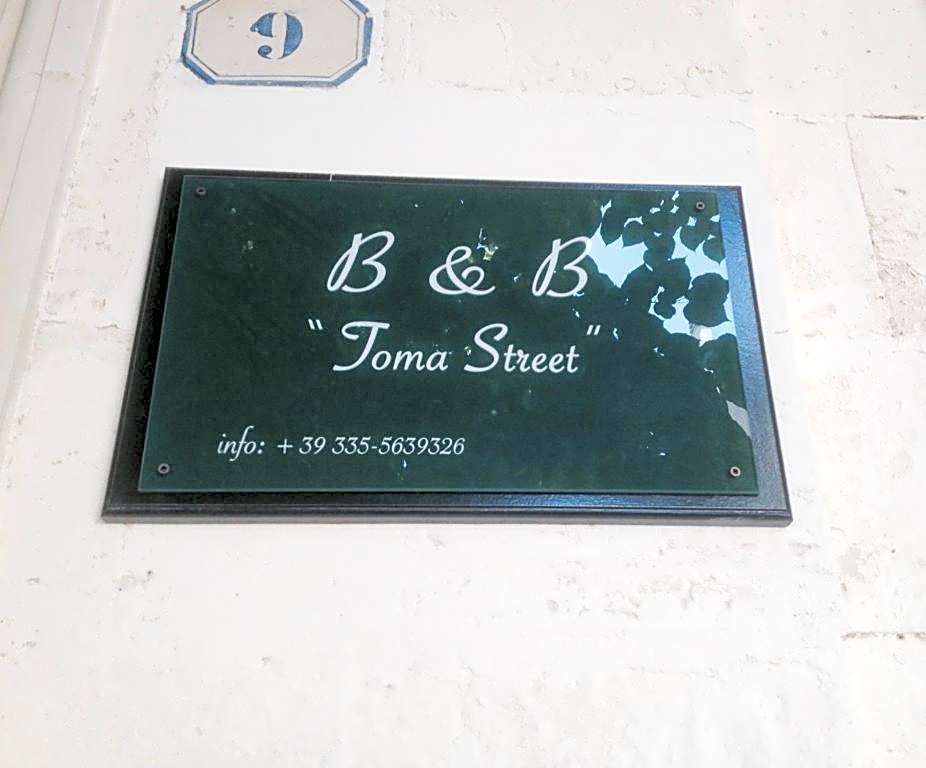 9
B & B
"Toma Street"
info: + 39 335-5639326